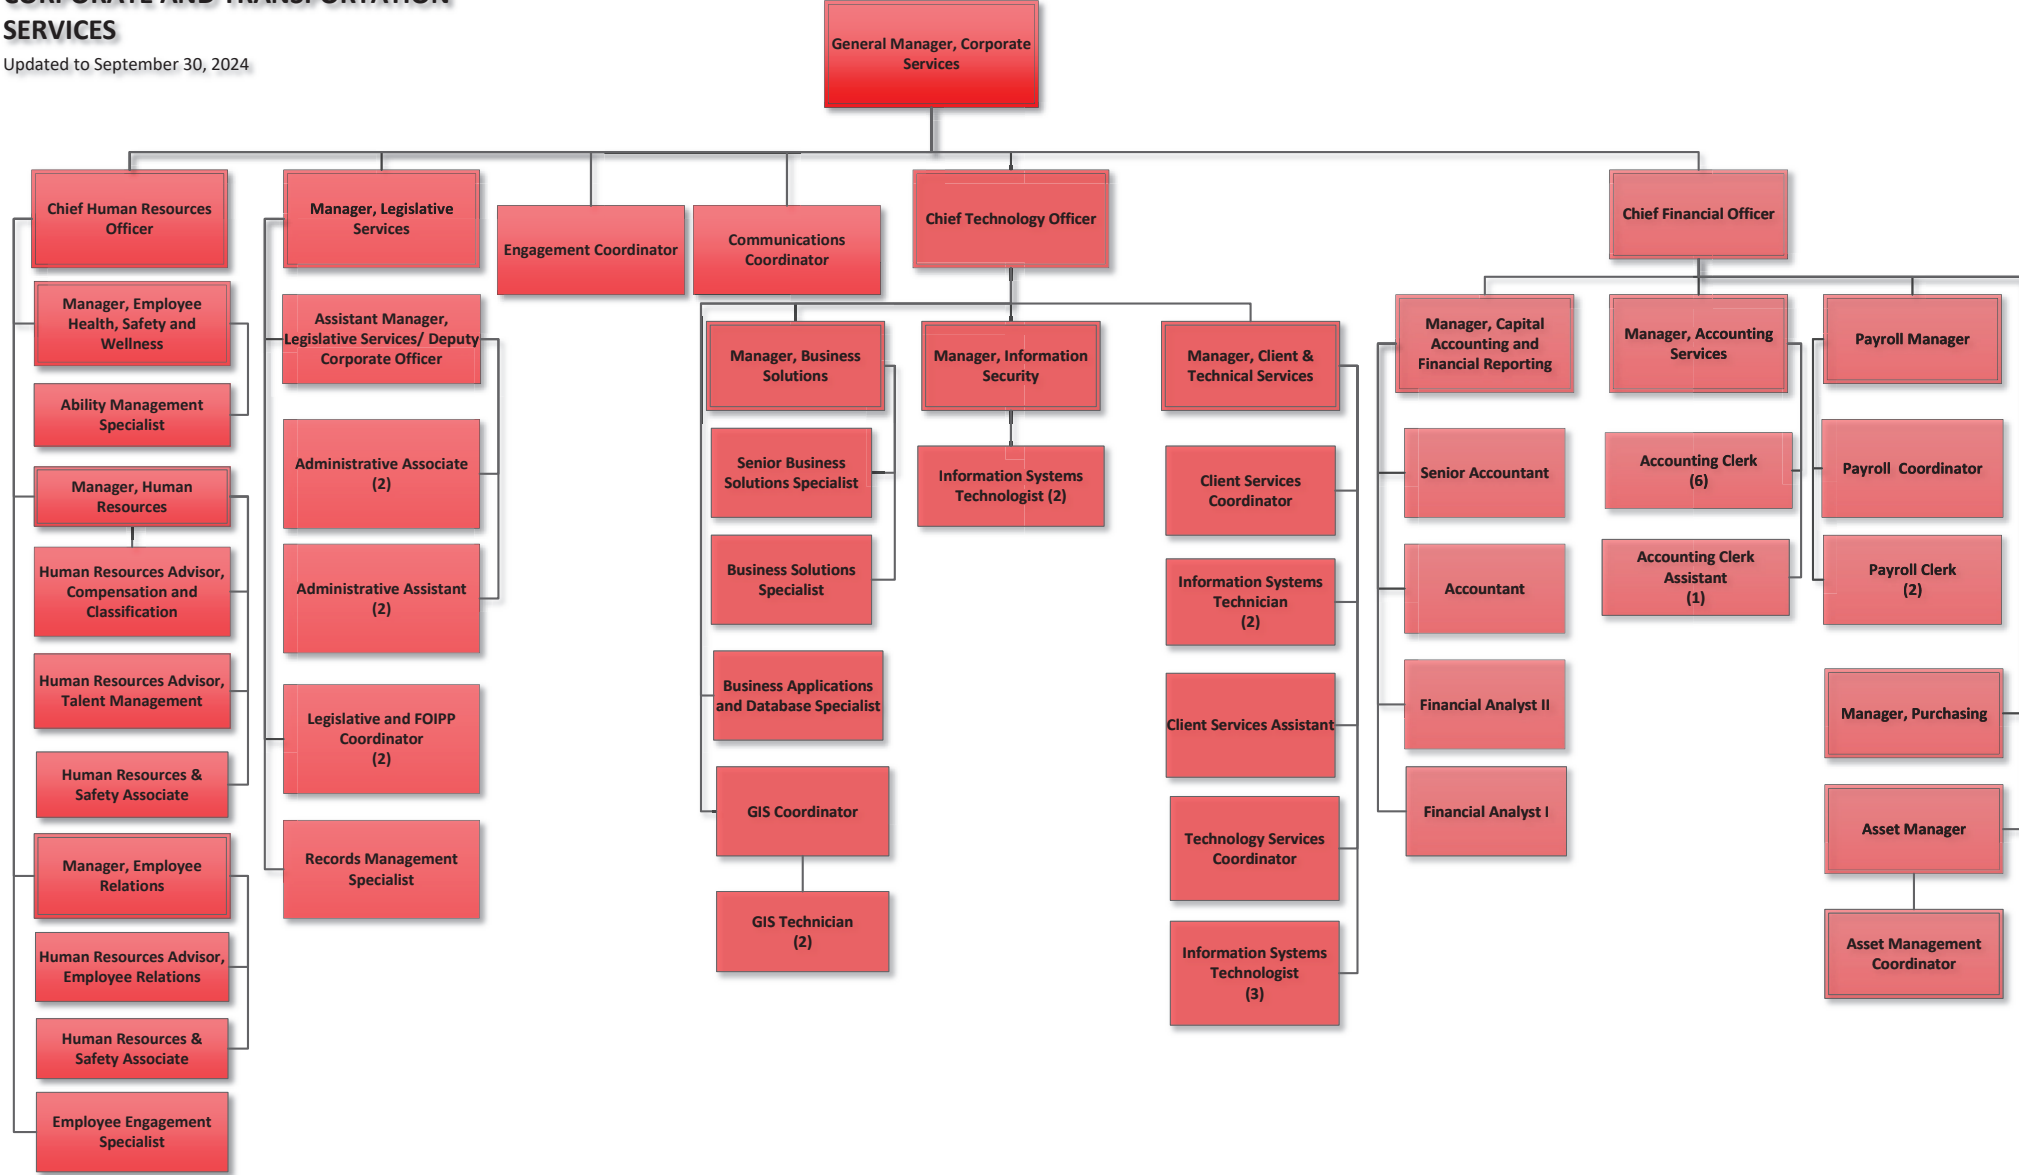 CORPORATE AND TRANSPORTATION
SERVICES
Updated to September 30, 2024
General Manager, Corporate
Services
Chief Human Resources
Officer
Manager, Employee
Health, Safety and
Wellness
Ability Management
Specialist
Manager, Human
Resources
Human Resources Advisor,
Compensation and
Classification
Human Resources Advisor,
Talent Management
Human Resources &
Safety Associate
Manager, Employee
Relations
Human Resources Advisor,
Employee Relations
Human Resources &
Safety Associate
Employee Engagement
Specialist
Manager, Legislative
Services
Assistant Manager,
Legislative Services/ Deputy
Corporate Officer
Administrative Associate
(2)
Administrative Assistant
(2)
Legislative and FOIPP
Coordinator
(2)
Records Management
Specialist
Engagement Coordinator
Communications
Coordinator
Chief Technology Officer
Manager, Business
Solutions
Senior Business
Solutions Specialist
Business Solutions
Specialist
Business Applications
and Database Specialist
GIS Coordinator
GIS Technician
(2)
Manager, Information
Security
Information Systems
Technologist (2)
Manager, Client &
Technical Services
Client Services
Coordinator
Information Systems
Technician
(2)
Client Services Assistant
Technology Services
Coordinator
Information Systems
Technologist
(3)
Chief Financial Officer
Manager, Capital
Accounting and
Financial Reporting
Senior Accountant
Accountant
Financial Analyst II
Financial Analyst I
Manager, Accounting
Services
Accounting Clerk
(6)
Accounting Clerk
Assistant
(1)
Payroll Manager
Payroll Coordinator
Payroll Clerk
(2)
Manager, Purchasing
Asset Manager
Asset Management
Coordinator